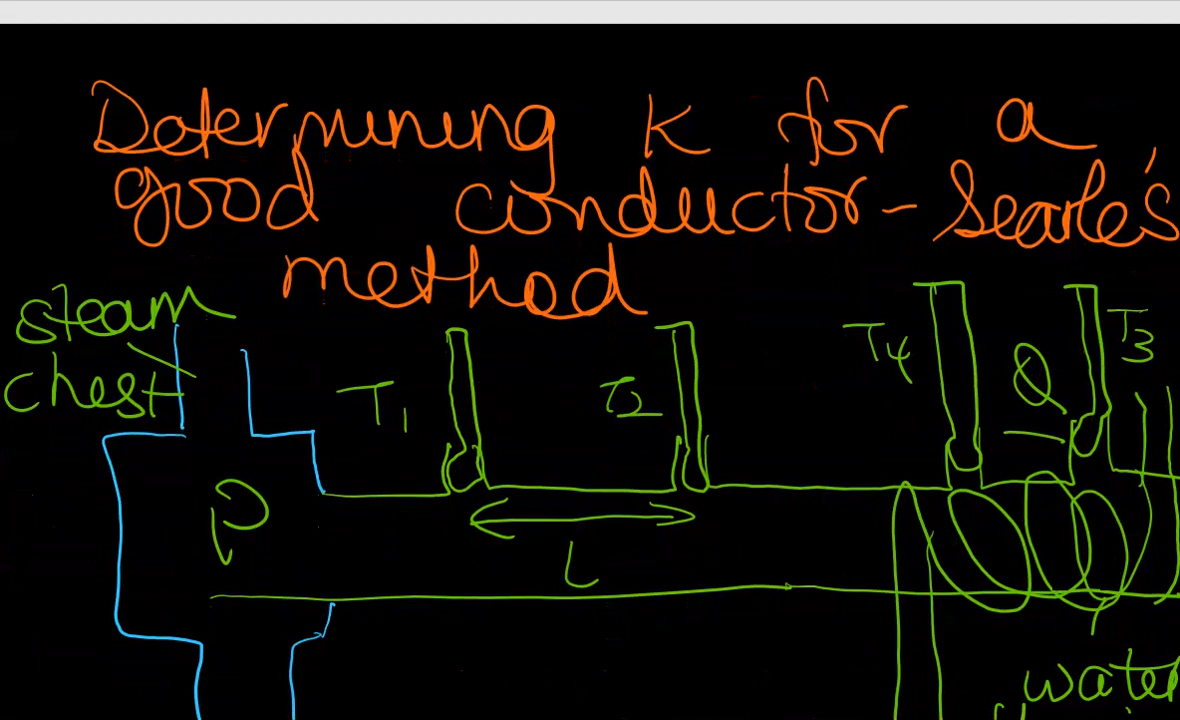 Determining K for a
good conductor - Searle's
method
steam
chest
T1
T2
T4
Q
T3
P
L
water